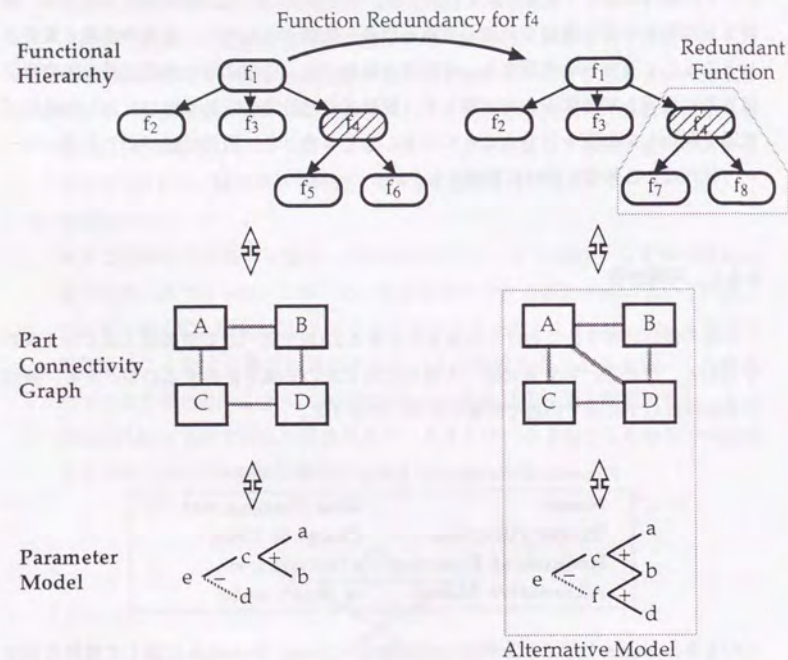 Function Redundancy for f4
Functional
Hierarchy
Redundant
Function
f1
f2
f3
f4
f5
f6
f1
f2
f3
f4
f7
f8
Part
Connectivity
Graph
A
B
C
D
A
B
C
D
Parameter
Model
a
c
+
b
e
−
d
a
c
+
b
e
−
f
+
d
Alternative Model